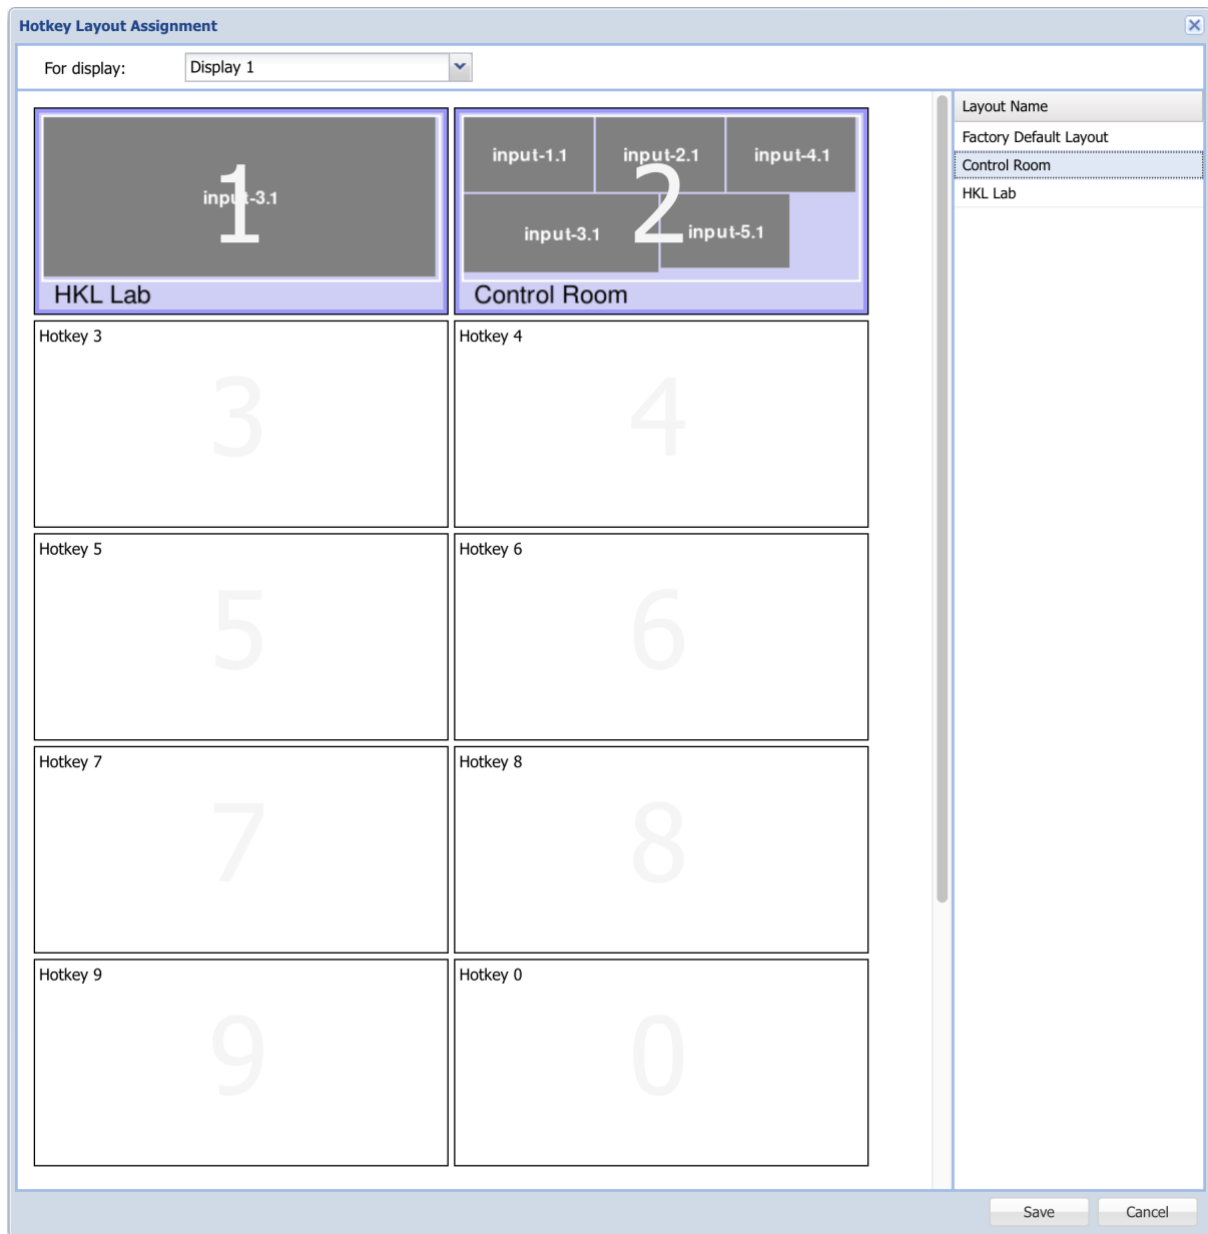 Hotkey Layout Assignment
For display: Display 1
Layout Name
Factory Default Layout
Control Room
HKL Lab
input-3.1
1
HKL Lab
input-1.1 input-2.1 input-4.1
2
input-3.1 input-5.1
Control Room
Hotkey 3
3
Hotkey 4
4
Hotkey 5
5
Hotkey 6
6
Hotkey 7
7
Hotkey 8
8
Hotkey 9
9
Hotkey 0
0
Save Cancel